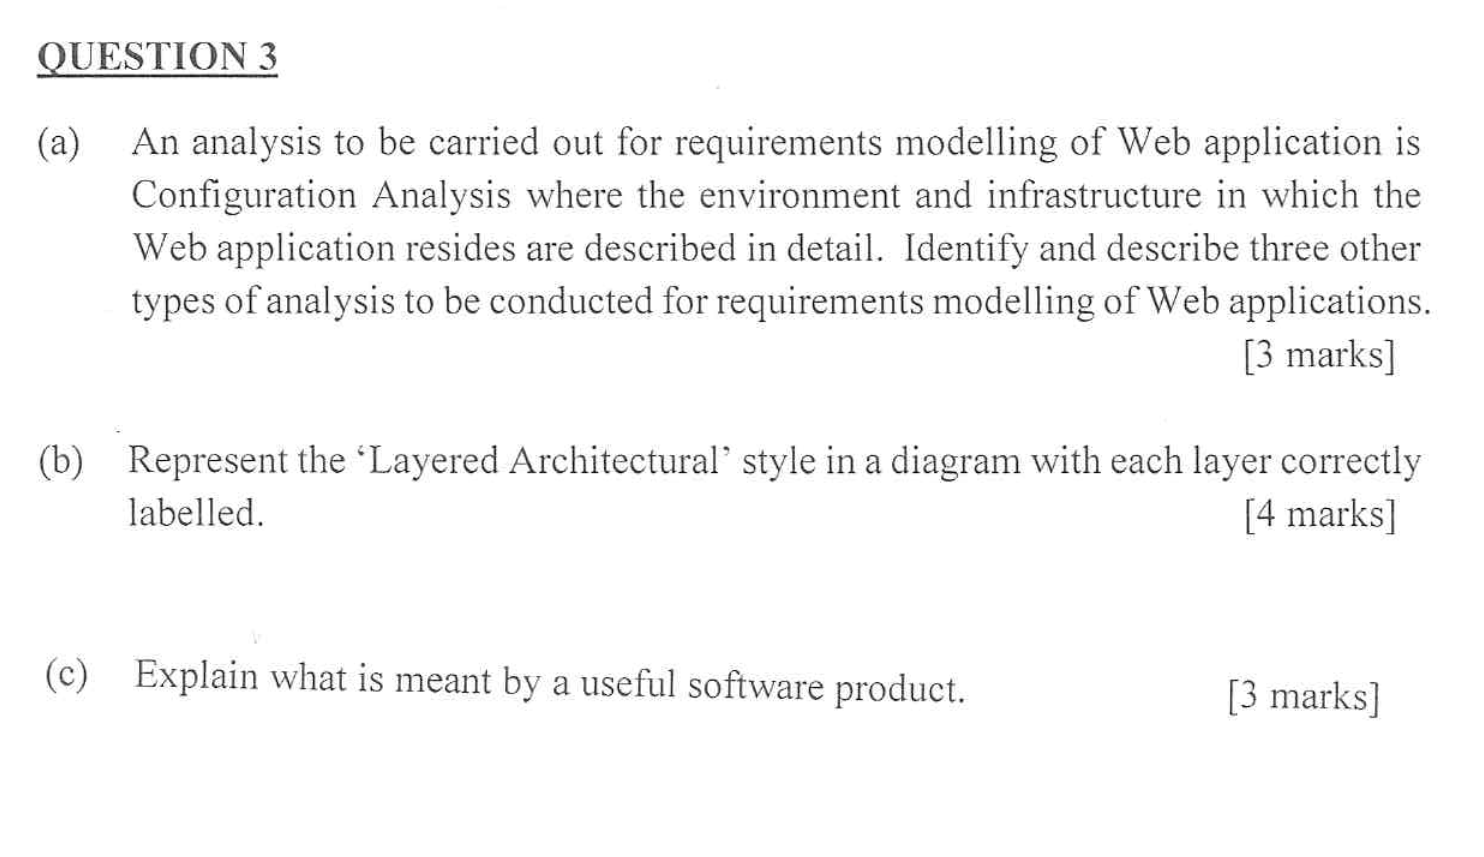 QUESTION 3
(a) An analysis to be carried out for requirements modelling of Web application is
Configuration Analysis where the environment and infrastructure in which the
Web application resides are described in detail. Identify and describe three other
types of analysis to be conducted for requirements modelling of Web applications.
[3 marks]
(b) Represent the ‘Layered Architectural’ style in a diagram with each layer correctly
labelled. [4 marks]
(c) Explain what is meant by a useful software product. [3 marks]